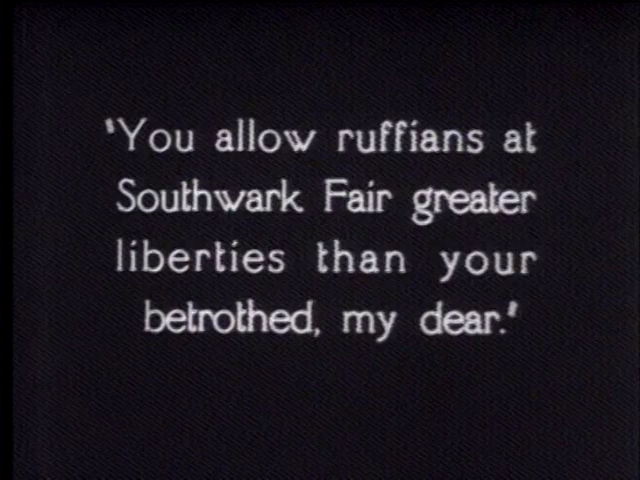 'You allow ruffians at
Southwark Fair greater
liberties than your
betrothed, my dear.'